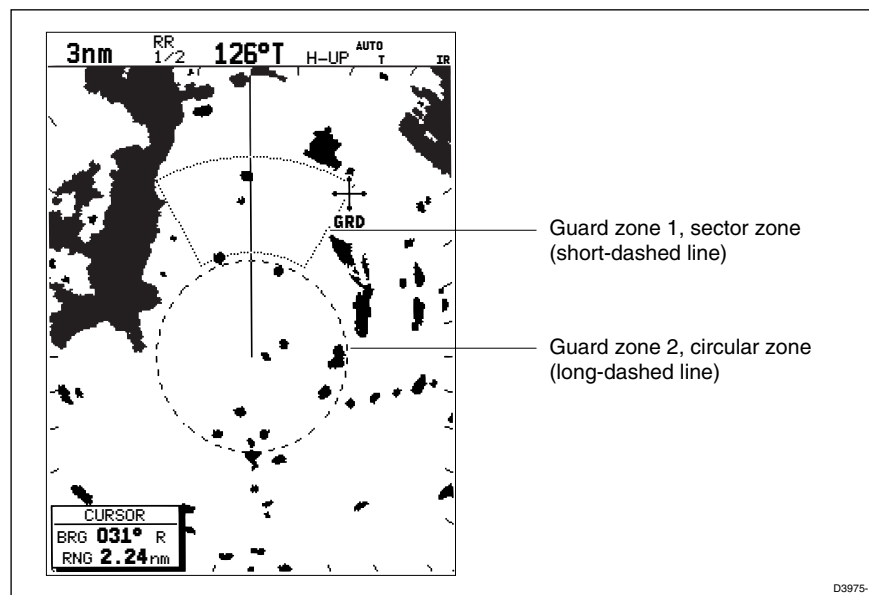 3nm RR 1/2 126°T H-UP AUTO T IR
GRD
Guard zone 1, sector zone
(short-dashed line)
Guard zone 2, circular zone
(long-dashed line)
CURSOR
BRG 031° R
RNG 2.24nm
D3975-